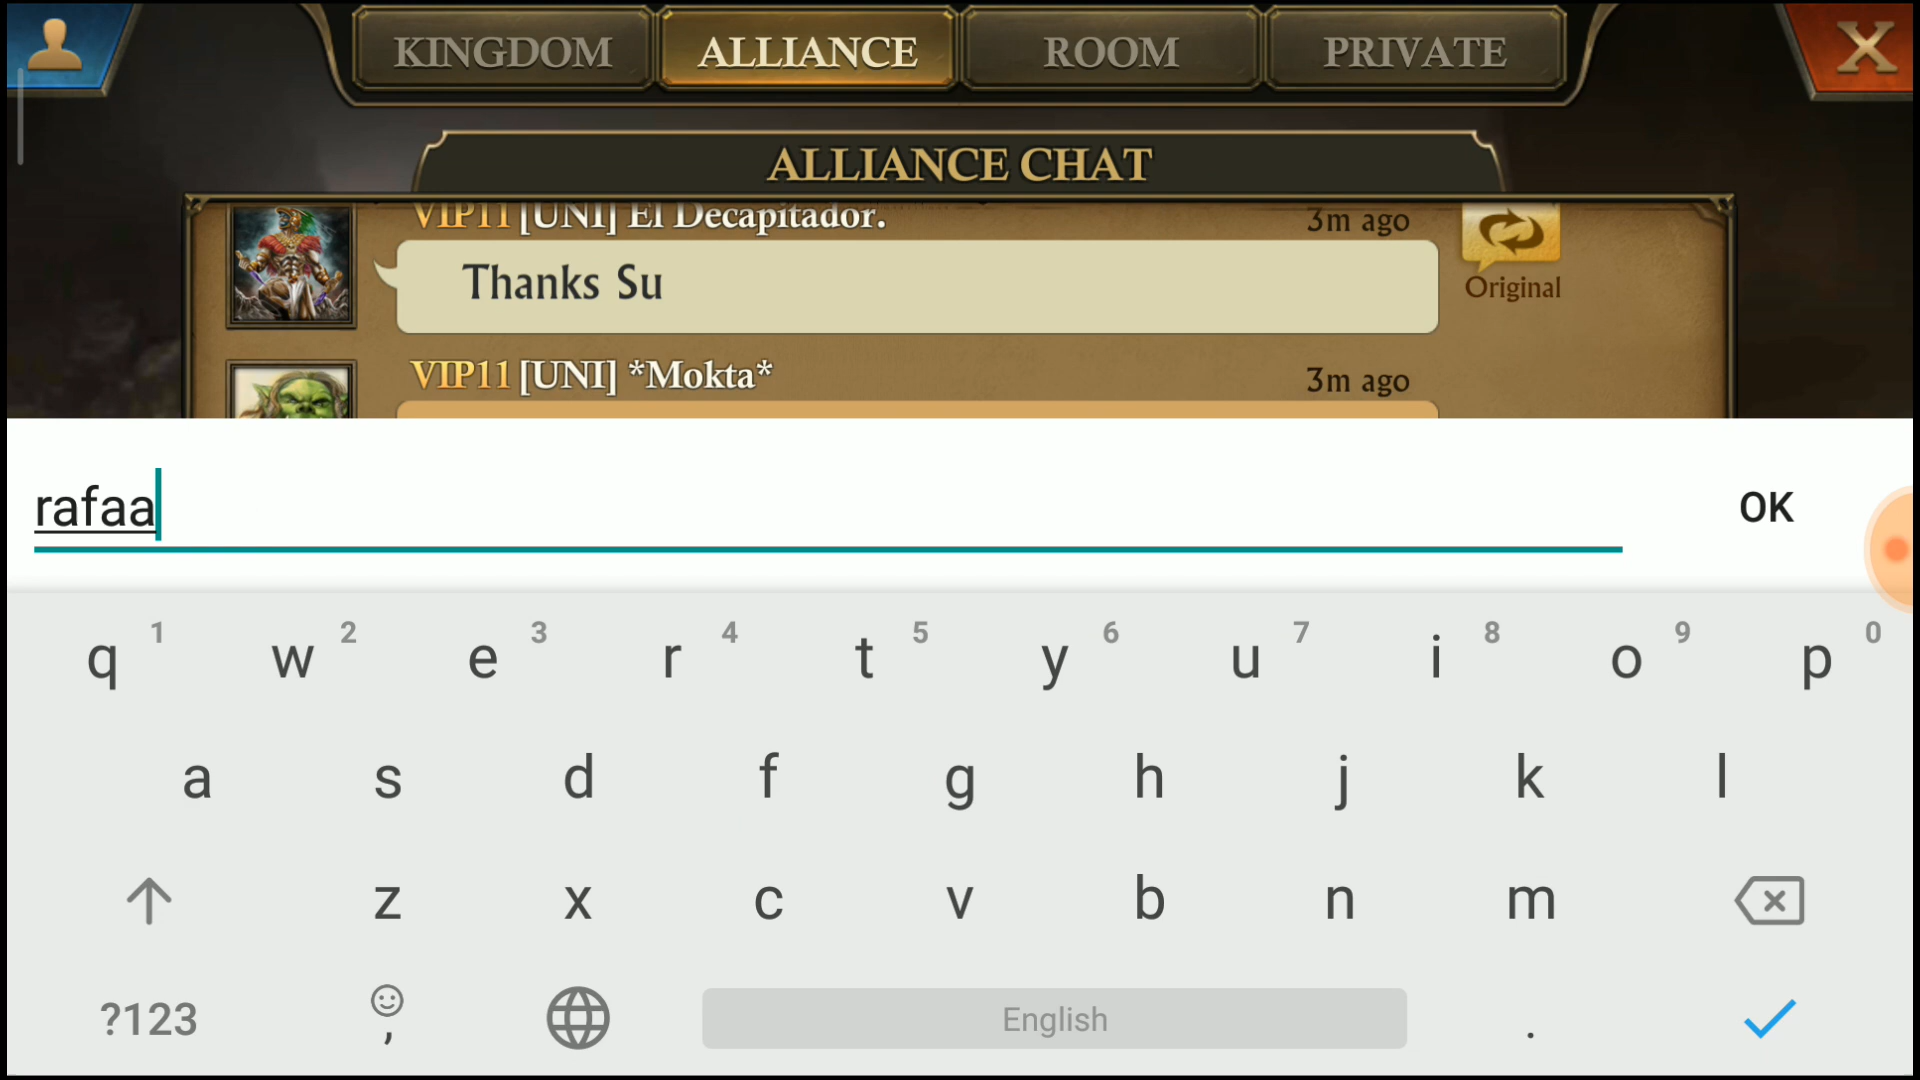 KINGDOM ALLIANCE ROOM PRIVATE
ALLIANCE CHAT
VIP11 [UNI] El Decapitador. 3m ago
Thanks Su
Original
VIP11 [UNI] *Mokta* 3m ago
rafaa OK
q 1 w 2 e 3 r 4 t 5 y 6 u 7 i 8 o 9 p 0
a s d f g h j k l
z x c v b n m
?123 , English .